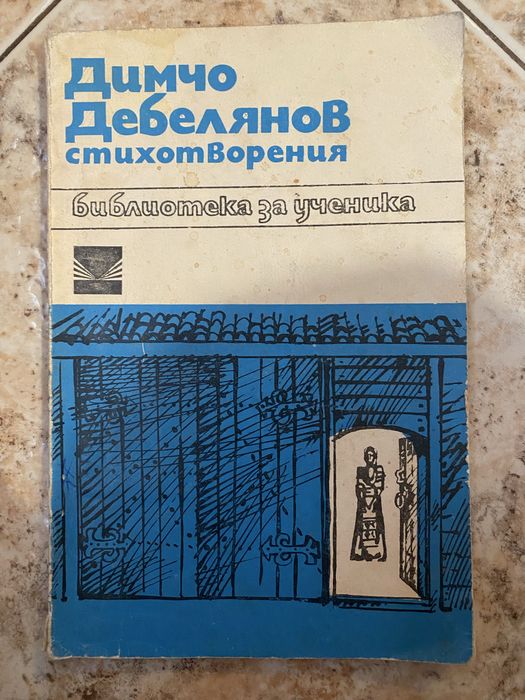 Димчо
Дебелянов
стихотворения
библиотека за ученика